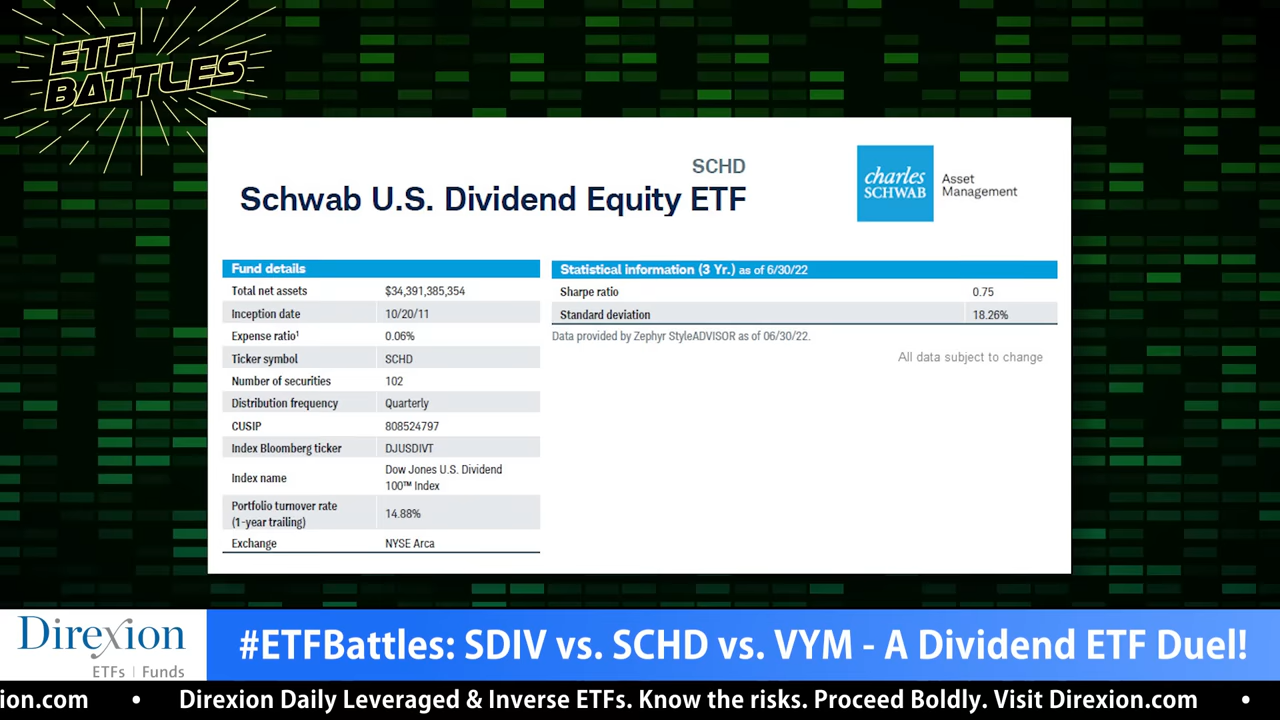 ETF
BATTLES
SCHD
Schwab U.S. Dividend Equity ETF
charles
SCHWAB
Asset
Management
Fund details
Total net assets $34,391,385,354
Inception date 10/20/11
Expense ratio¹ 0.06%
Ticker symbol SCHD
Number of securities 102
Distribution frequency Quarterly
CUSIP 808524797
Index Bloomberg ticker DJUSDIVT
Index name Dow Jones U.S. Dividend
100™ Index
Portfolio turnover rate
(1-year trailing) 14.88%
Exchange NYSE Arca
Statistical information (3 Yr.) as of 6/30/22
Sharpe ratio 0.75
Standard deviation 18.26%
Data provided by Zephyr StyleADVISOR as of 06/30/22.
All data subject to change
Direxion
ETFs | Funds
#ETFBattles: SDIV vs. SCHD vs. VYM - A Dividend ETF Duel!
ion.com • Direxion Daily Leveraged & Inverse ETFs. Know the risks. Proceed Boldly. Visit Direxion.com •